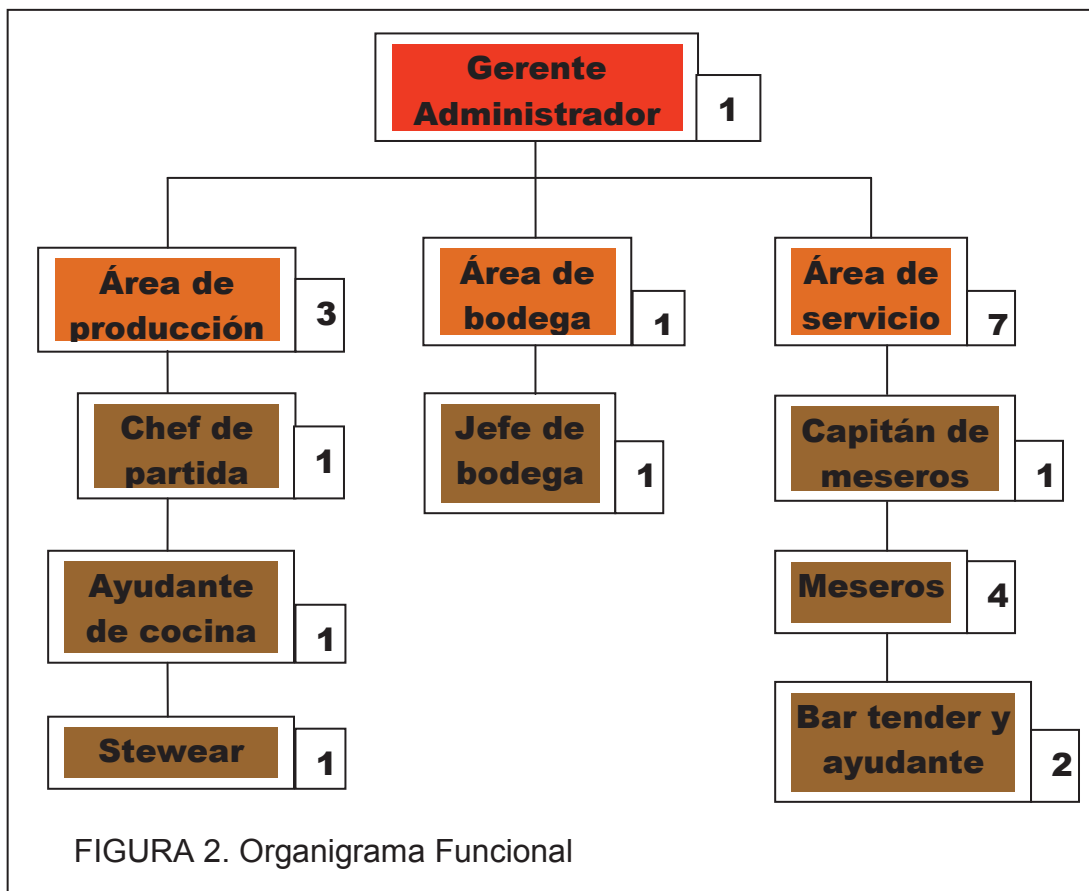 Gerente
Administrador
1
Área de
producción
3
Área de
bodega
1
Área de
servicio
7
Chef de
partida
1
Jefe de
bodega
1
Capitán de
meseros
1
Ayudante
de cocina
1
Meseros
4
Stewear
1
Bar tender y
ayudante
2
FIGURA 2. Organigrama Funcional